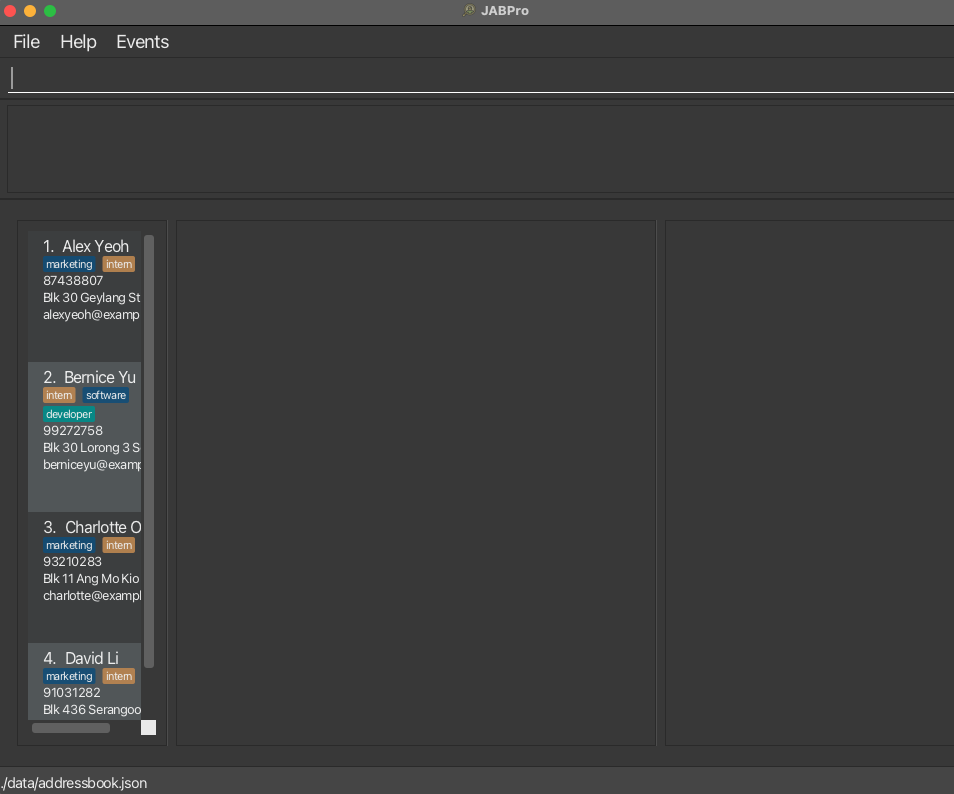 JABPro
File Help Events
1. Alex Yeoh
marketing intern
87438807
Blk 30 Geylang St
alexyeoh@examp
2. Bernice Yu
intern software
developer
99272758
Blk 30 Lorong 3 S
berniceyu@examp
3. Charlotte O
marketing intern
93210283
Blk 11 Ang Mo Kio
charlotte@exampl
4. David Li
marketing intern
91031282
Blk 436 Serangoo
./data/addressbook.json